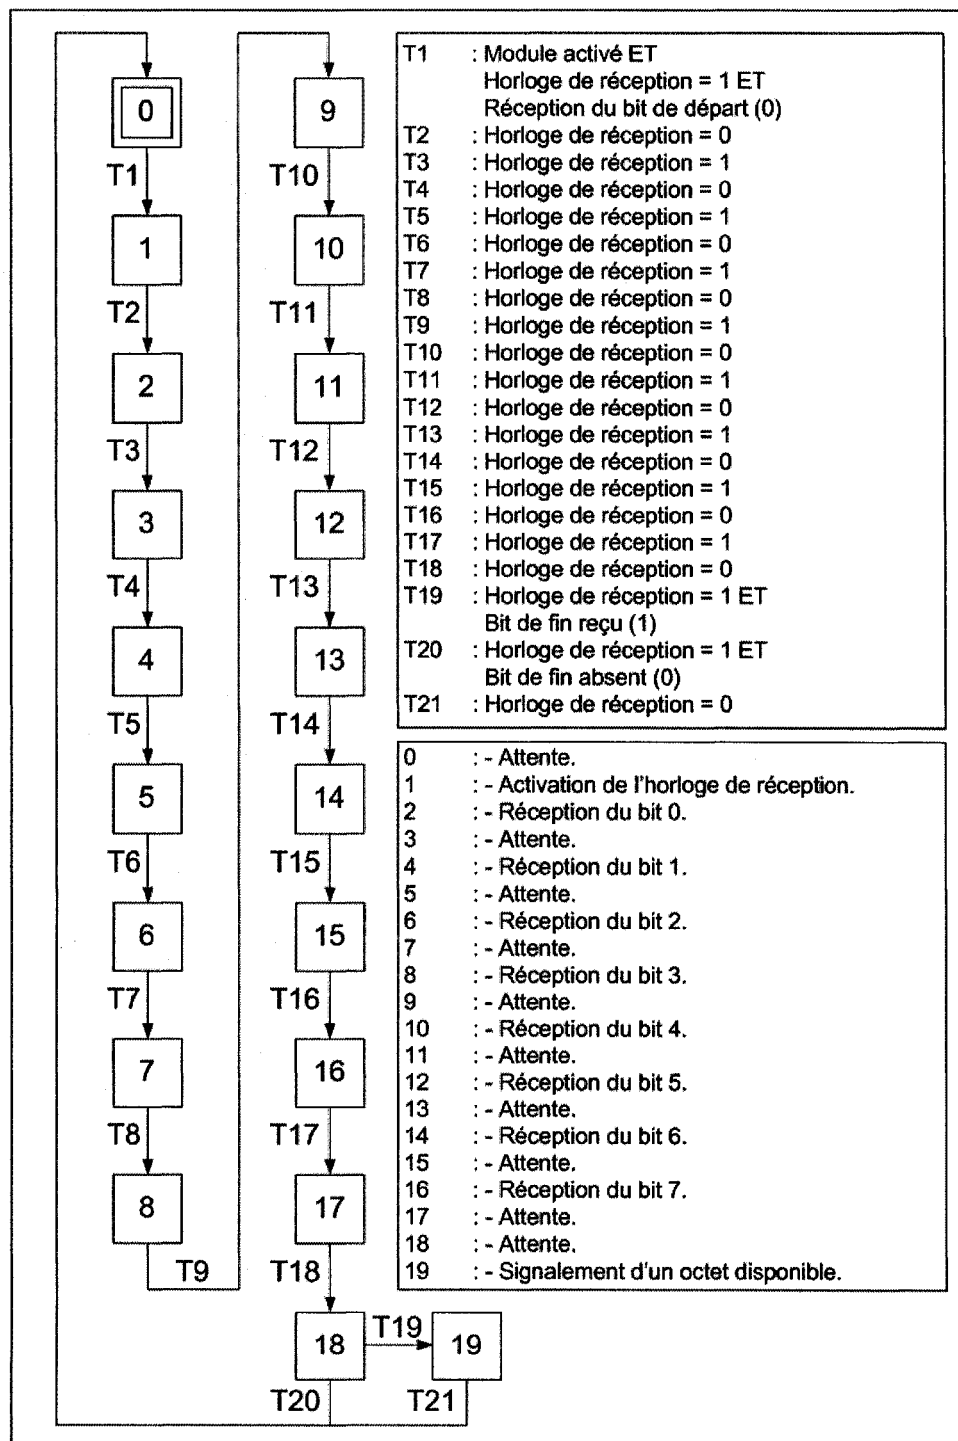 0
T1
1
T2
2
T3
3
T4
4
T5
5
T6
6
T7
7
T8
8
T9
9
T10
10
T11
11
T12
12
T13
13
T14
14
T15
15
T16
16
T17
17
T18
18
T19
19
T20
T21
T1 : Module activé ET
Horloge de réception = 1 ET
Réception du bit de départ (0)
T2 : Horloge de réception = 0
T3 : Horloge de réception = 1
T4 : Horloge de réception = 0
T5 : Horloge de réception = 1
T6 : Horloge de réception = 0
T7 : Horloge de réception = 1
T8 : Horloge de réception = 0
T9 : Horloge de réception = 1
T10 : Horloge de réception = 0
T11 : Horloge de réception = 1
T12 : Horloge de réception = 0
T13 : Horloge de réception = 1
T14 : Horloge de réception = 0
T15 : Horloge de réception = 1
T16 : Horloge de réception = 0
T17 : Horloge de réception = 1
T18 : Horloge de réception = 0
T19 : Horloge de réception = 1 ET
Bit de fin reçu (1)
T20 : Horloge de réception = 1 ET
Bit de fin absent (0)
T21 : Horloge de réception = 0
0 : - Attente.
1 : - Activation de l'horloge de réception.
2 : - Réception du bit 0.
3 : - Attente.
4 : - Réception du bit 1.
5 : - Attente.
6 : - Réception du bit 2.
7 : - Attente.
8 : - Réception du bit 3.
9 : - Attente.
10 : - Réception du bit 4.
11 : - Attente.
12 : - Réception du bit 5.
13 : - Attente.
14 : - Réception du bit 6.
15 : - Attente.
16 : - Réception du bit 7.
17 : - Attente.
18 : - Attente.
19 : - Signalement d'un octet disponible.